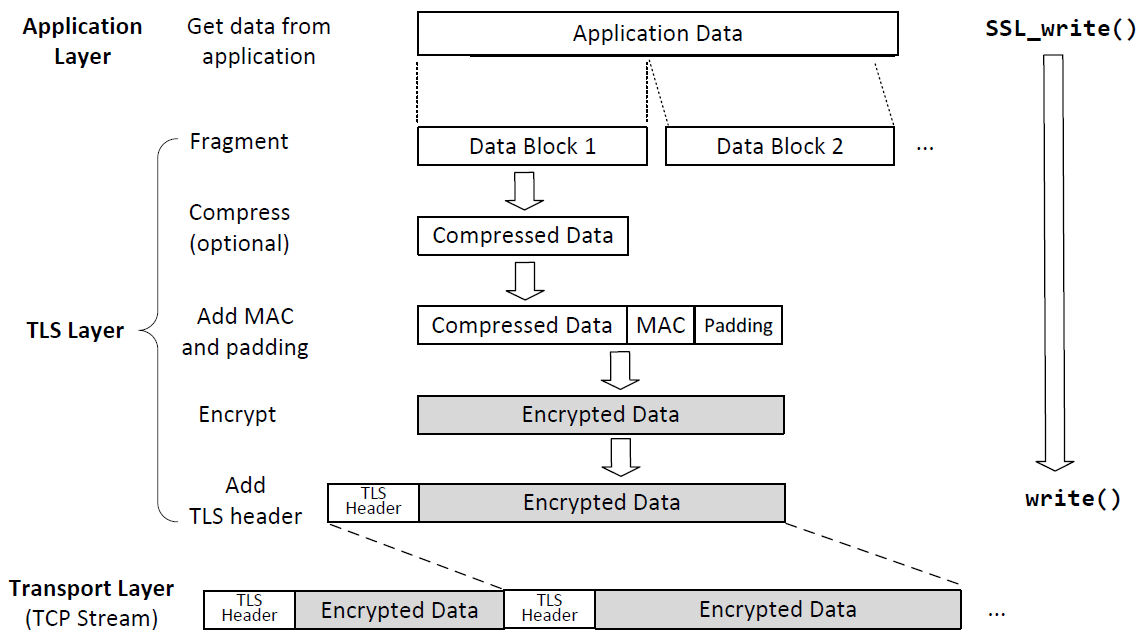 Application
Layer
Get data from
application
Application Data
SSL_write()
Fragment
Data Block 1
Data Block 2
...
Compress
(optional)
Compressed Data
TLS Layer
Add MAC
and padding
Compressed Data
MAC
Padding
Encrypt
Encrypted Data
Add
TLS header
TLS
Header
Encrypted Data
write()
Transport Layer
(TCP Stream)
TLS
Header
Encrypted Data
TLS
Header
Encrypted Data
...